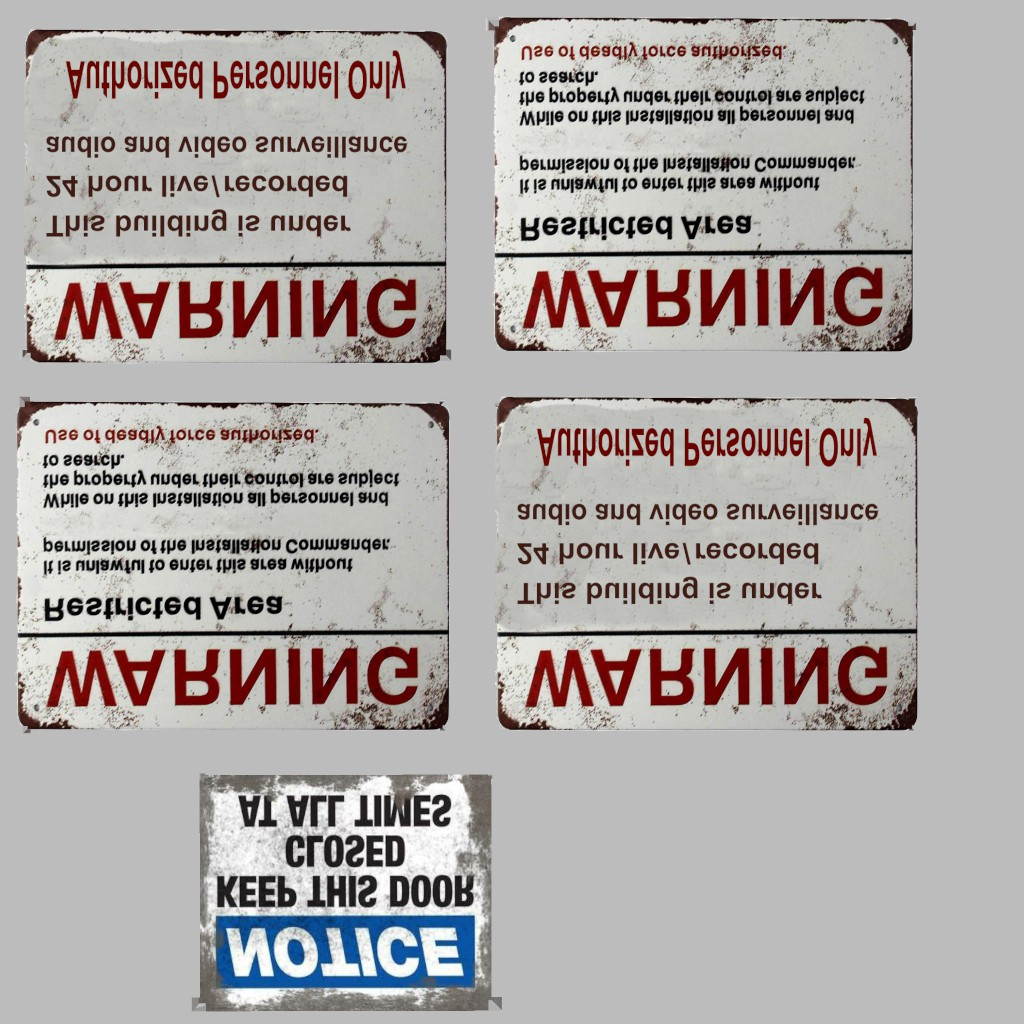 WARNING
This building is under
24 hour live/recorded
audio and video surveillance
Authorized Personnel Only
WARNING
Restricted Area
It is unlawful to enter this area without
permission of the Installation Commander.
While on this Installation all personnel and
the property under their control are subject
to search.
Use of deadly force authorized.
WARNING
Restricted Area
It is unlawful to enter this area without
permission of the Installation Commander.
While on this Installation all personnel and
the property under their control are subject
to search.
Use of deadly force authorized.
WARNING
This building is under
24 hour live/recorded
audio and video surveillance
Authorized Personnel Only
NOTICE
KEEP THIS DOOR
CLOSED
AT ALL TIMES